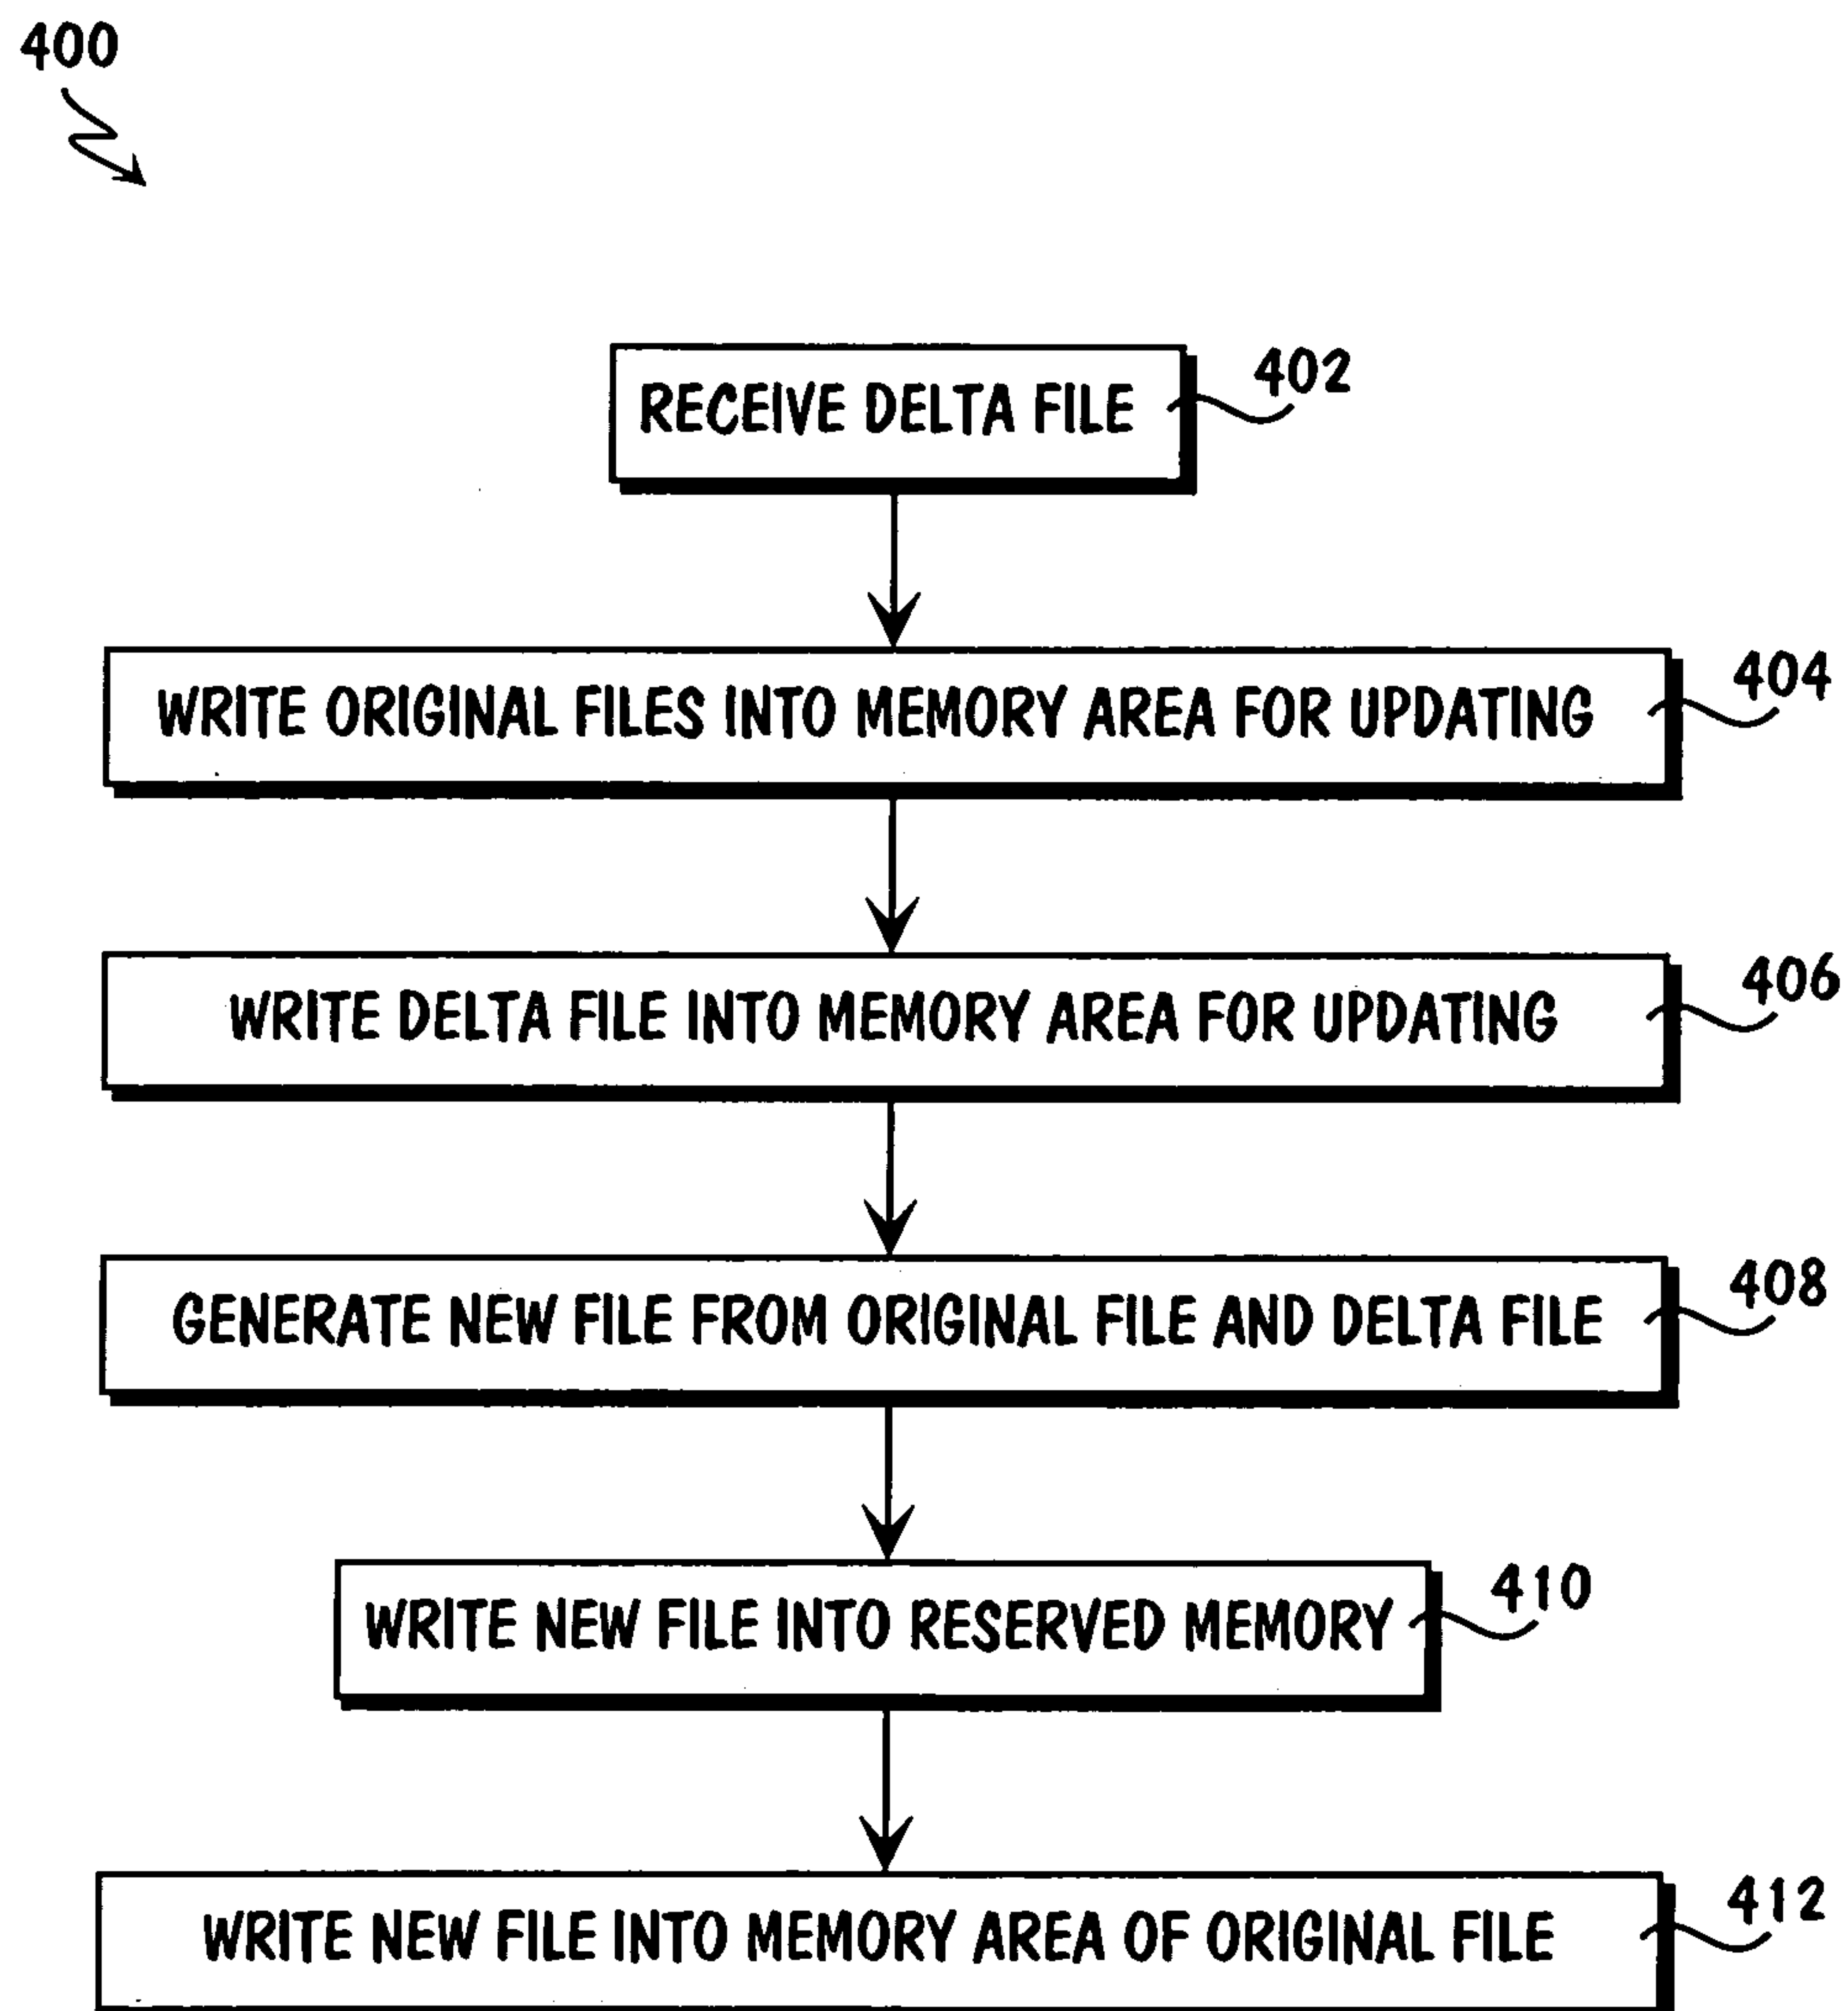 400
RECEIVE DELTA FILE
402
WRITE ORIGINAL FILES INTO MEMORY AREA FOR UPDATING
404
WRITE DELTA FILE INTO MEMORY AREA FOR UPDATING
406
GENERATE NEW FILE FROM ORIGINAL FILE AND DELTA FILE
408
WRITE NEW FILE INTO RESERVED MEMORY
410
WRITE NEW FILE INTO MEMORY AREA OF ORIGINAL FILE
412